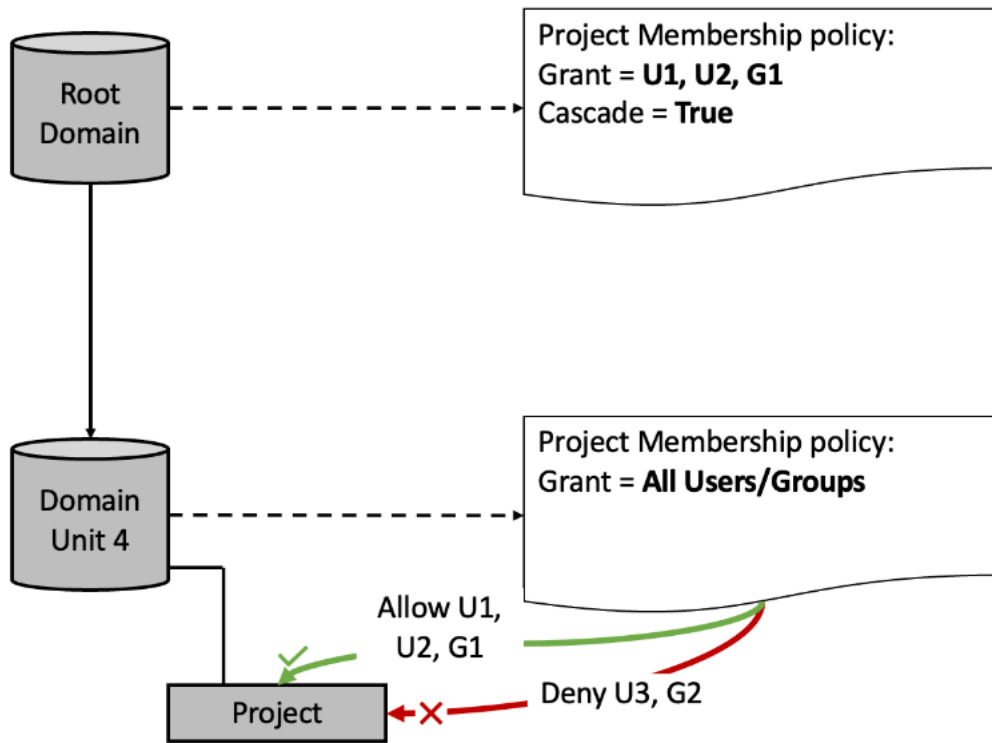 Root
Domain
Project Membership policy:
Grant = U1, U2, G1
Cascade = True
Domain
Unit 4
Project Membership policy:
Grant = All Users/Groups
Allow U1,
U2, G1
Deny U3, G2
Project